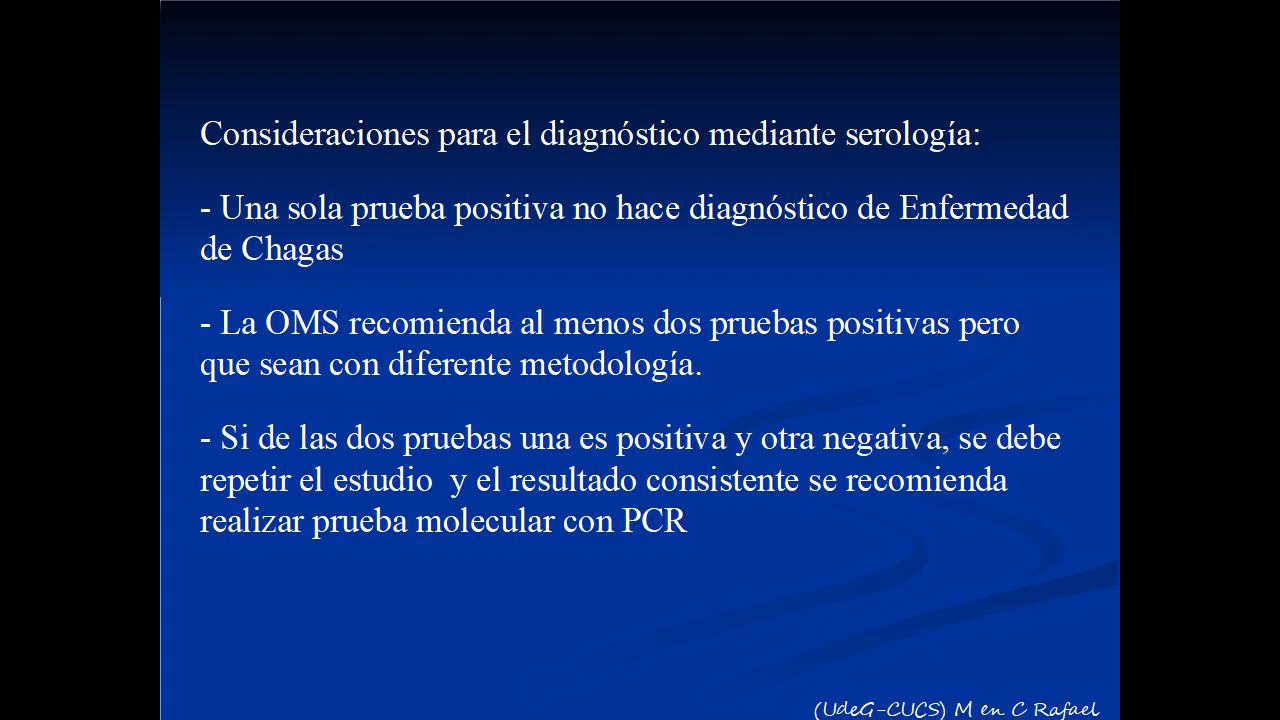 Consideraciones para el diagnóstico mediante serología:
- Una sola prueba positiva no hace diagnóstico de Enfermedad
de Chagas
- La OMS recomienda al menos dos pruebas positivas pero
que sean con diferente metodología.
- Si de las dos pruebas una es positiva y otra negativa, se debe
repetir el estudio  y el resultado consistente se recomienda
realizar prueba molecular con PCR
(UdeG-CUCS) M en C Rafael